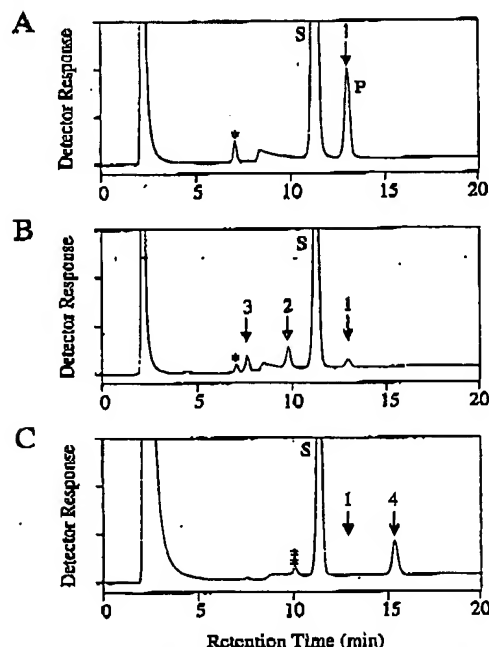 A
Detector Response
S
1
P
*
0 5 10 15 20
B
Detector Response
S
3 2 1
*
0 5 10 15 20
C
Detector Response
S
1 4
0 5 10 15 20
Retention Time (min)